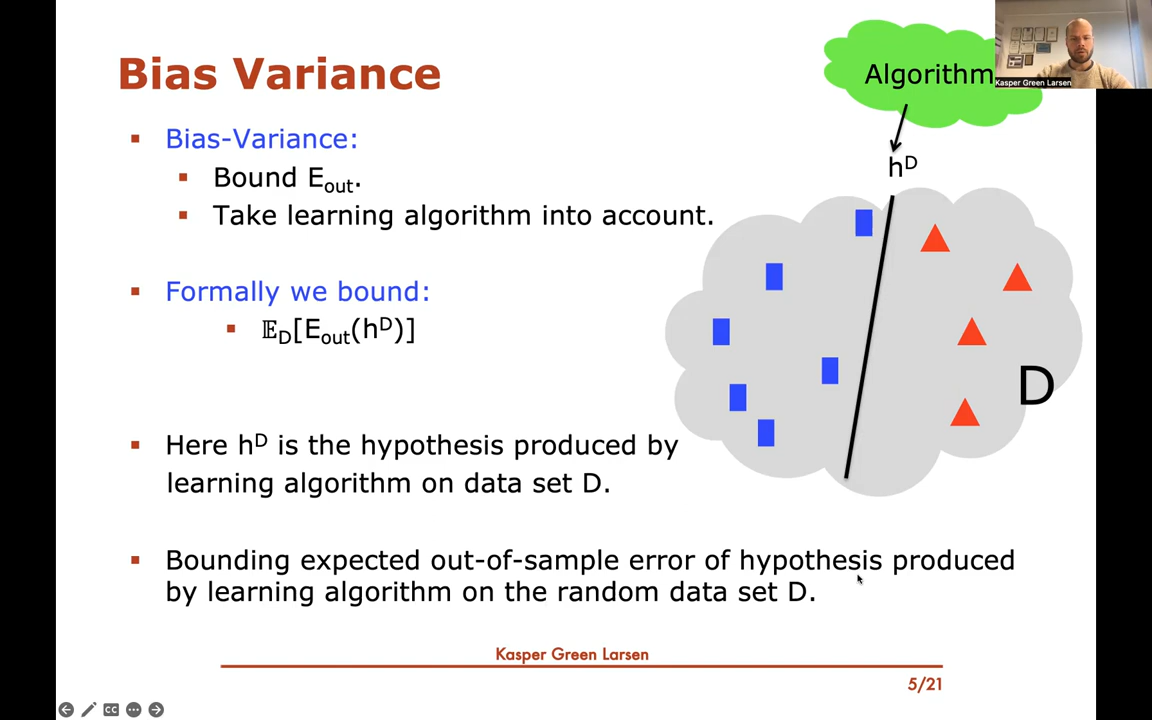 Bias Variance
Algorithm
Kasper Green Larsen
▪ Bias-Variance:
▪ Bound Eout.
▪ Take learning algorithm into account.
hD
▪ Formally we bound:
▪ 𝔼D[Eout(hD)]
D
▪ Here hD is the hypothesis produced by
learning algorithm on data set D.
▪ Bounding expected out-of-sample error of hypothesis produced
by learning algorithm on the random data set D.
Kasper Green Larsen
5/21
CC